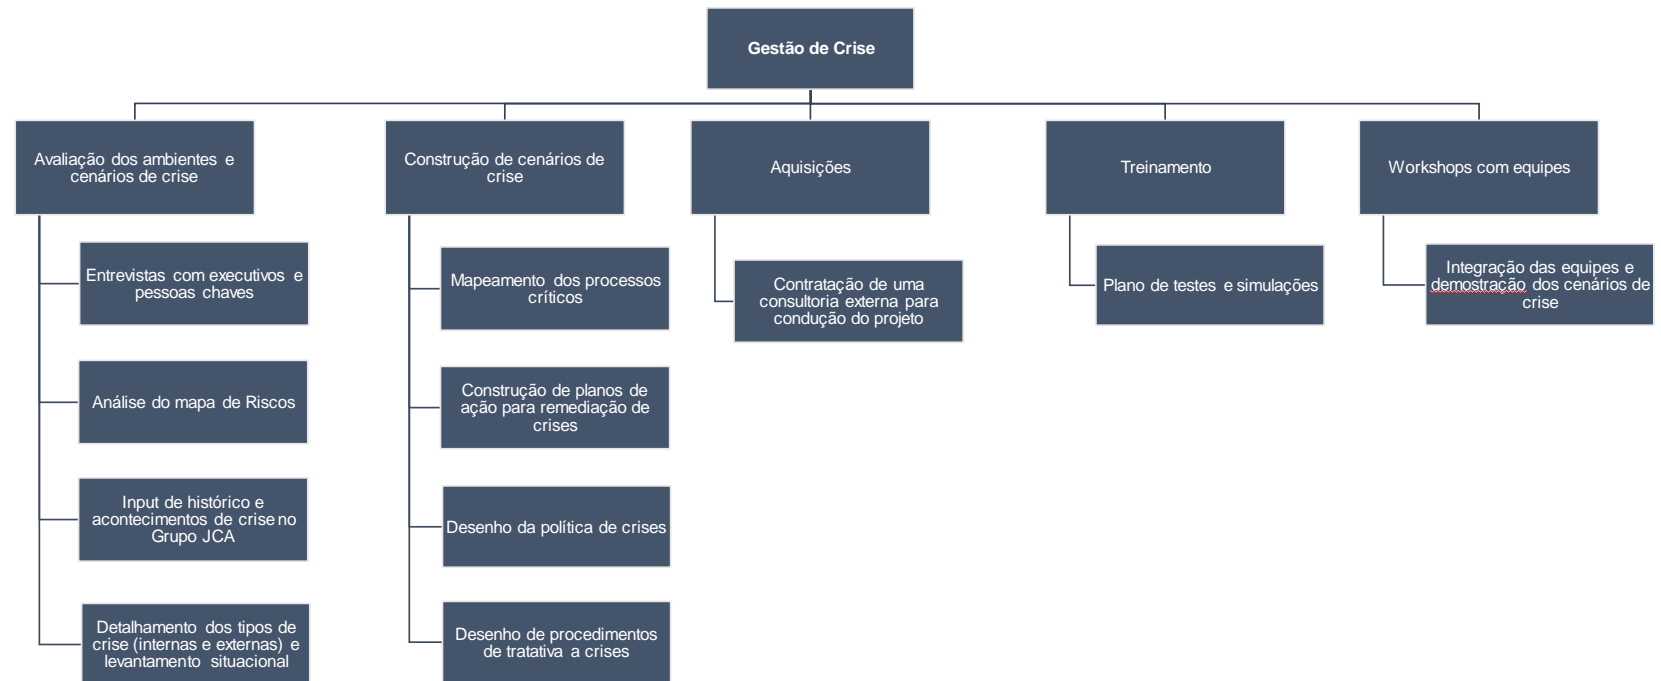 Gestão de Crise
Avaliação dos ambientes e
cenários de crise
Construção de cenários de
crise
Aquisições
Treinamento
Workshops com equipes
Entrevistas com executivos e
pessoas chaves
Análise do mapa de Riscos
Input de histórico e
acontecimentos de crise no
Grupo JCA
Detalhamento dos tipos de
crise (internas e externas) e
levantamento situacional
Mapeamento dos processos
críticos
Construção de planos de
ação para remediação de
crises
Desenho da política de crises
Desenho de procedimentos
de tratativa a crises
Contratação de uma
consultoria externa para
condução do projeto
Plano de testes e simulações
Integração das equipes e
demostração dos cenários de
crise